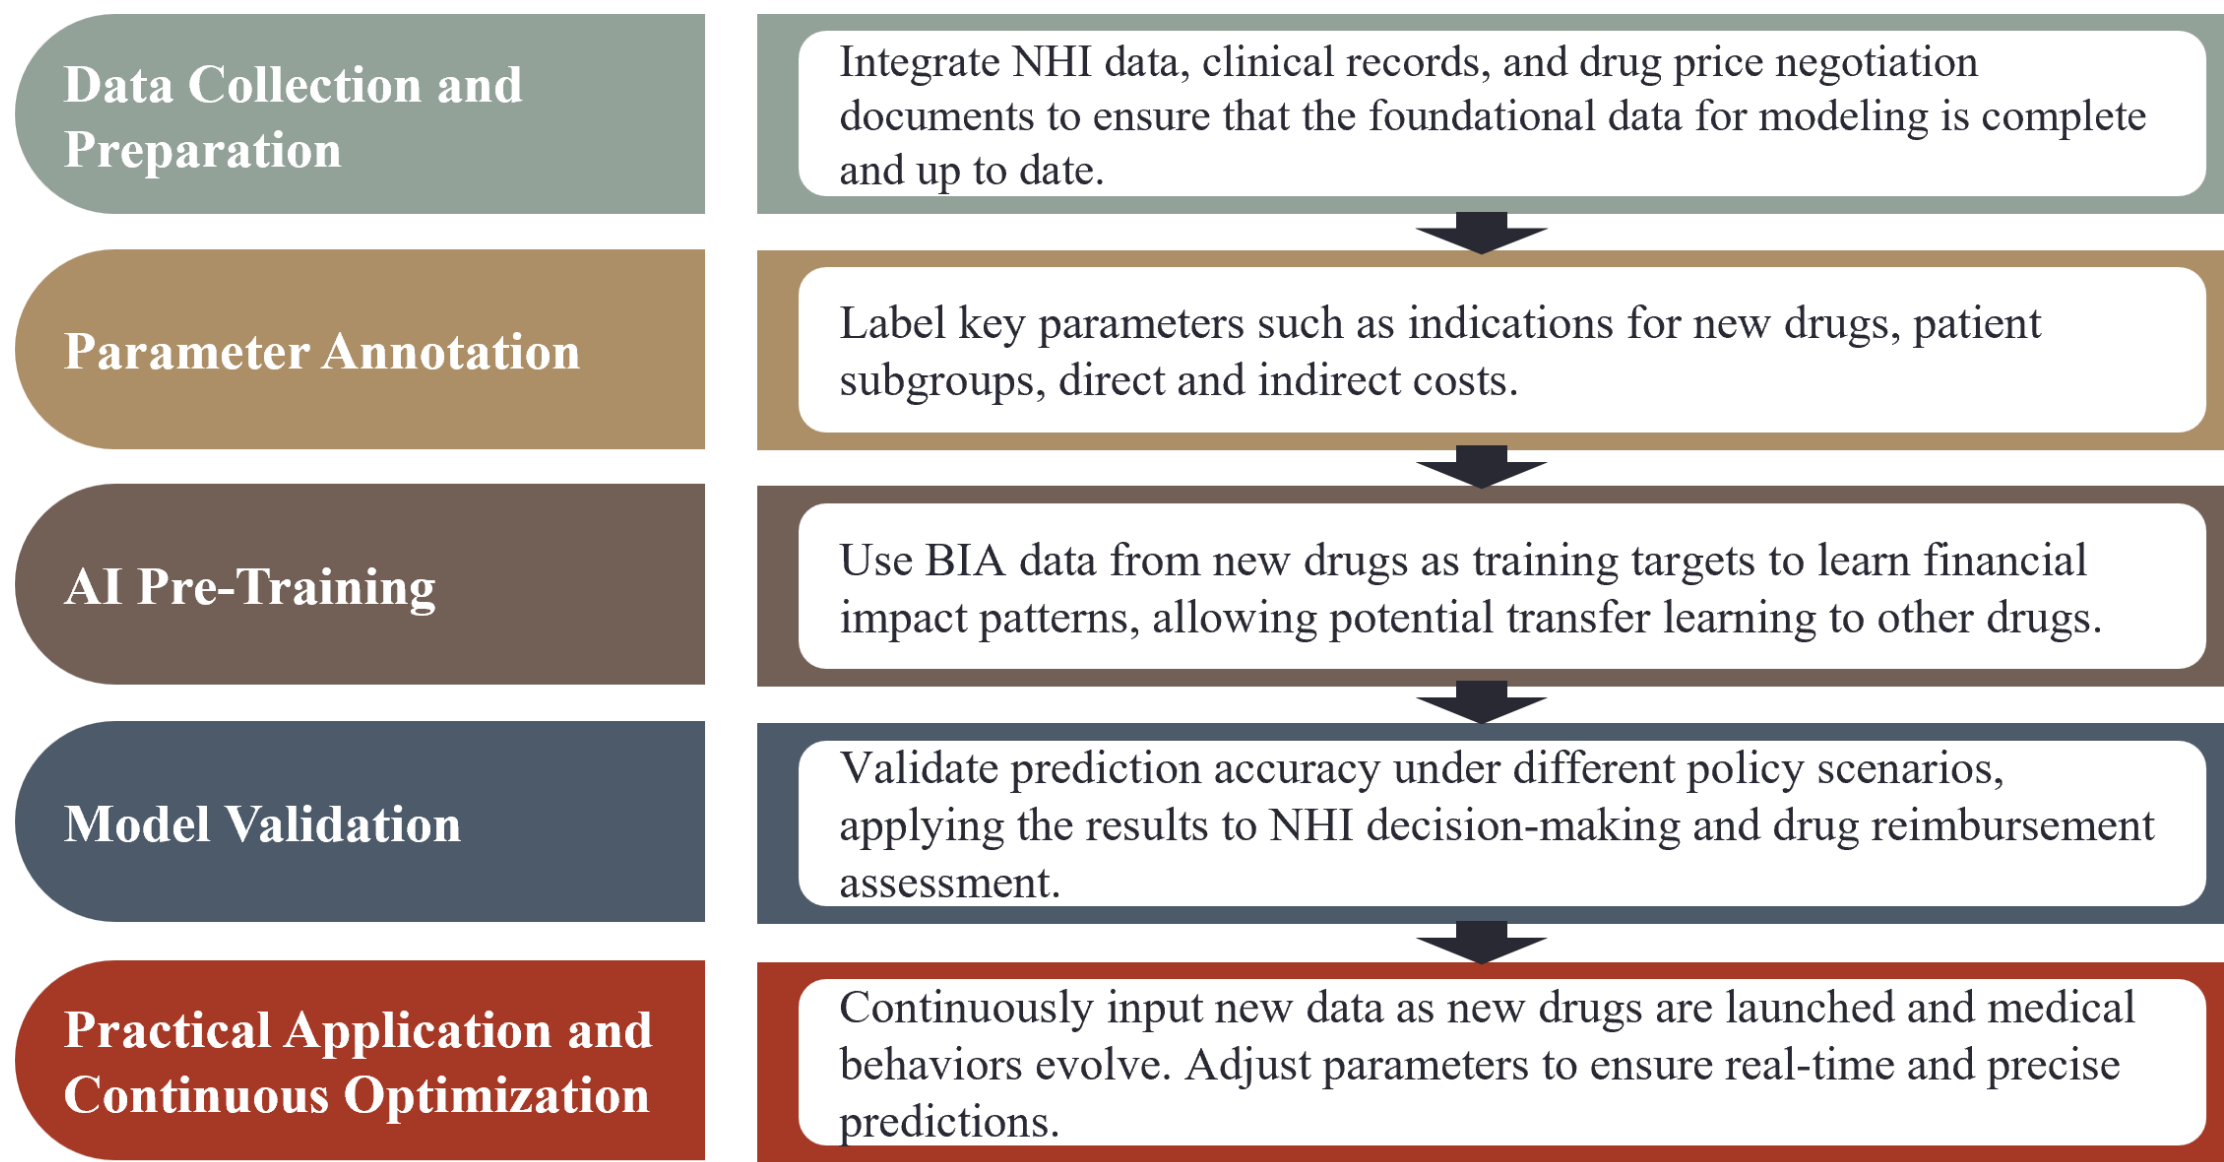 Data Collection and
Preparation
Integrate NHI data, clinical records, and drug price negotiation
documents to ensure that the foundational data for modeling is complete
and up to date.
Parameter Annotation
Label key parameters such as indications for new drugs, patient
subgroups, direct and indirect costs.
AI Pre-Training
Use BIA data from new drugs as training targets to learn financial
impact patterns, allowing potential transfer learning to other drugs.
Model Validation
Validate prediction accuracy under different policy scenarios,
applying the results to NHI decision-making and drug reimbursement
assessment.
Practical Application and
Continuous Optimization
Continuously input new data as new drugs are launched and medical
behaviors evolve. Adjust parameters to ensure real-time and precise
predictions.